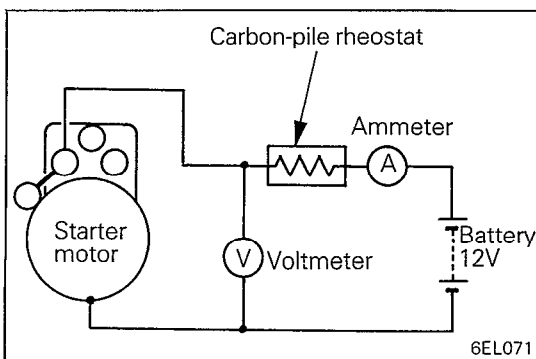 Carbon-pile rheostat
Ammeter
A
Starter
motor
V
Voltmeter
Battery
12V
6EL071